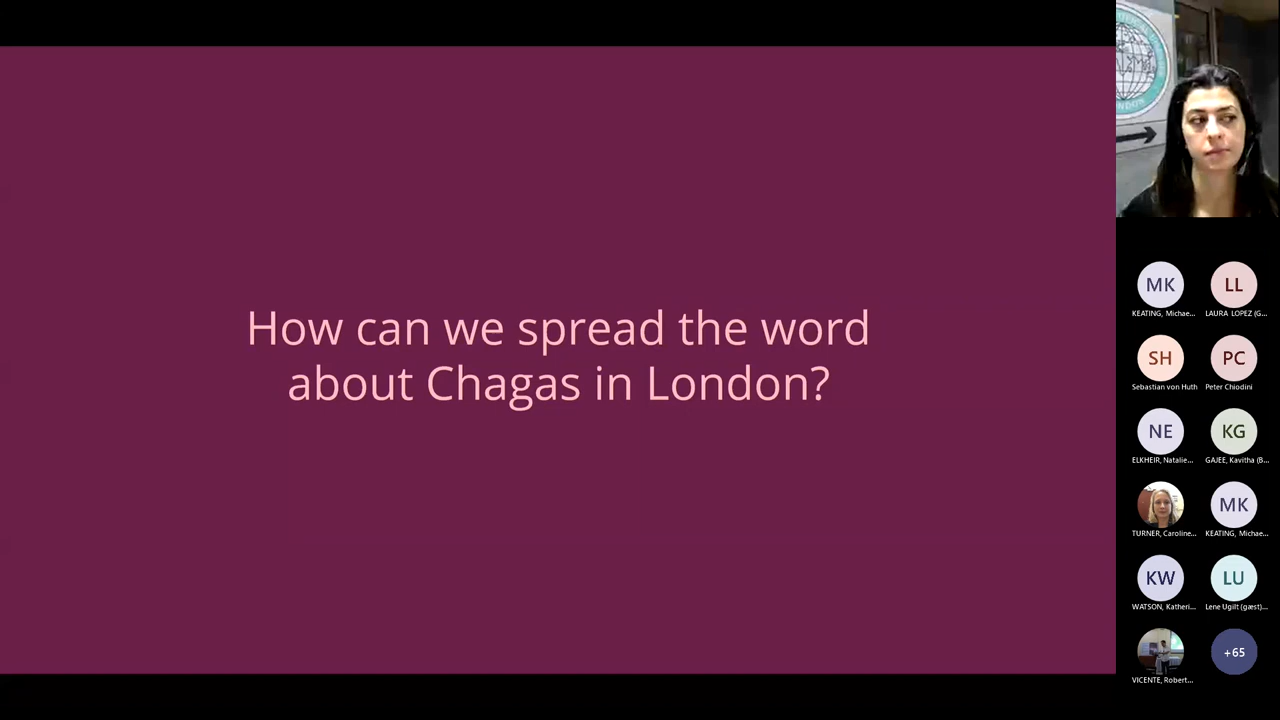 How can we spread the word
about Chagas in London?
MK
KEATING, Michae...
LL
LAURA LOPEZ (G...
SH
Sebastian von Huth
PC
Peter Chiodini
NE
ELKHEIR, Natalie...
KG
GAJEE, Kavitha (B...
TURNER, Caroline...
MK
KEATING, Michae...
KW
WATSON, Katheri...
LU
Lene Ugilt (gæst)...
VICENTE, Robert...
+65